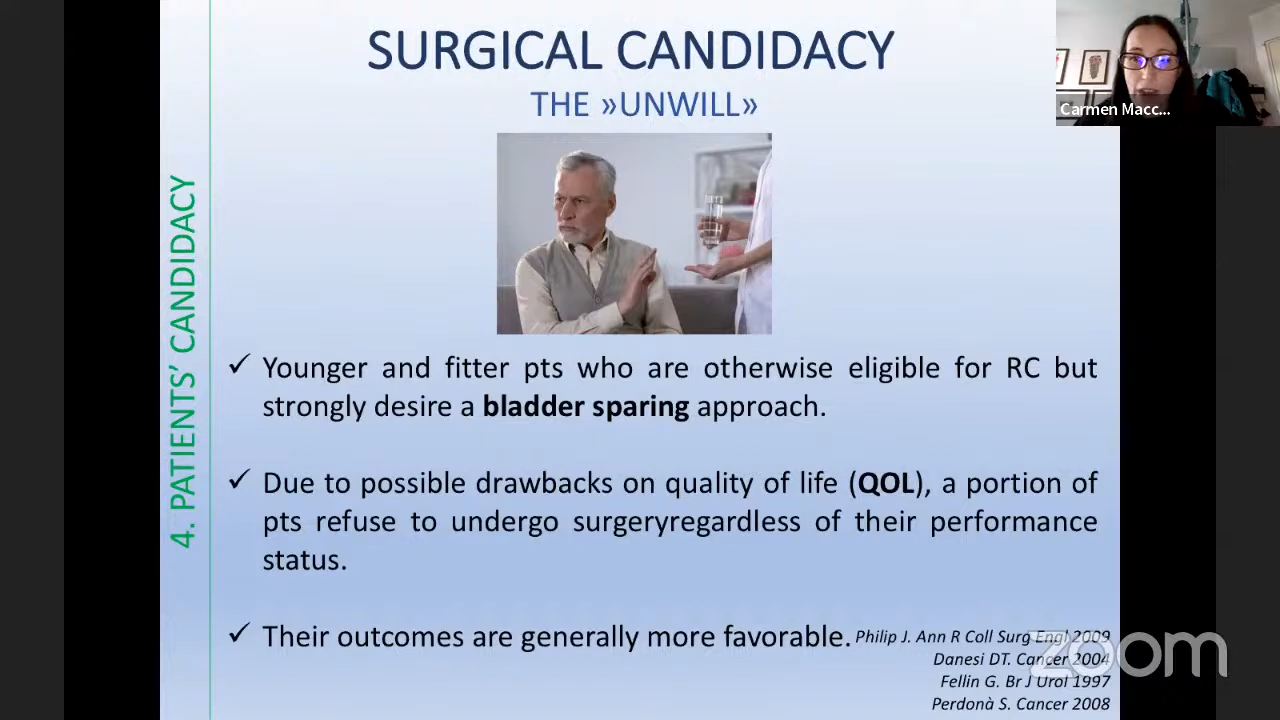 SURGICAL CANDIDACY
THE »UNWILL»
Carmen Macc...
4. PATIENTS' CANDIDACY
✓ Younger and fitter pts who are otherwise eligible for RC but
strongly desire a bladder sparing approach.
✓ Due to possible drawbacks on quality of life (QOL), a portion of
pts refuse to undergo surgeryregardless of their performance
status.
✓ Their outcomes are generally more favorable.
Philip J. Ann R Coll Surg Engl 2009
Danesi DT. Cancer 2004
Fellin G. Br J Urol 1997
Perdonà S. Cancer 2008
zoom